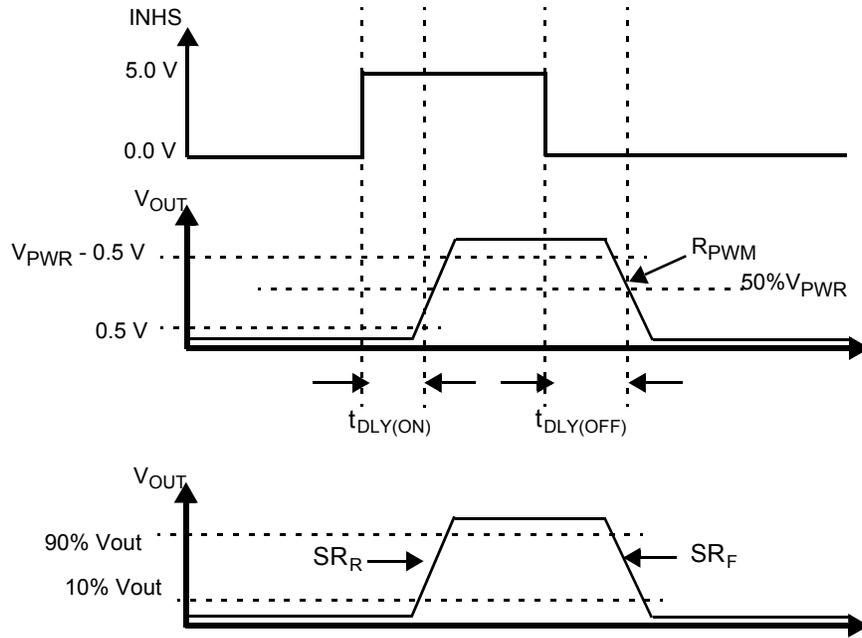 INHS
5.0 V
0.0 V
VOUT
VPWR - 0.5 V
RPWM
50%VPWR
0.5 V
tDLY(ON)
tDLY(OFF)
VOUT
90% Vout
SRR
SRF
10% Vout